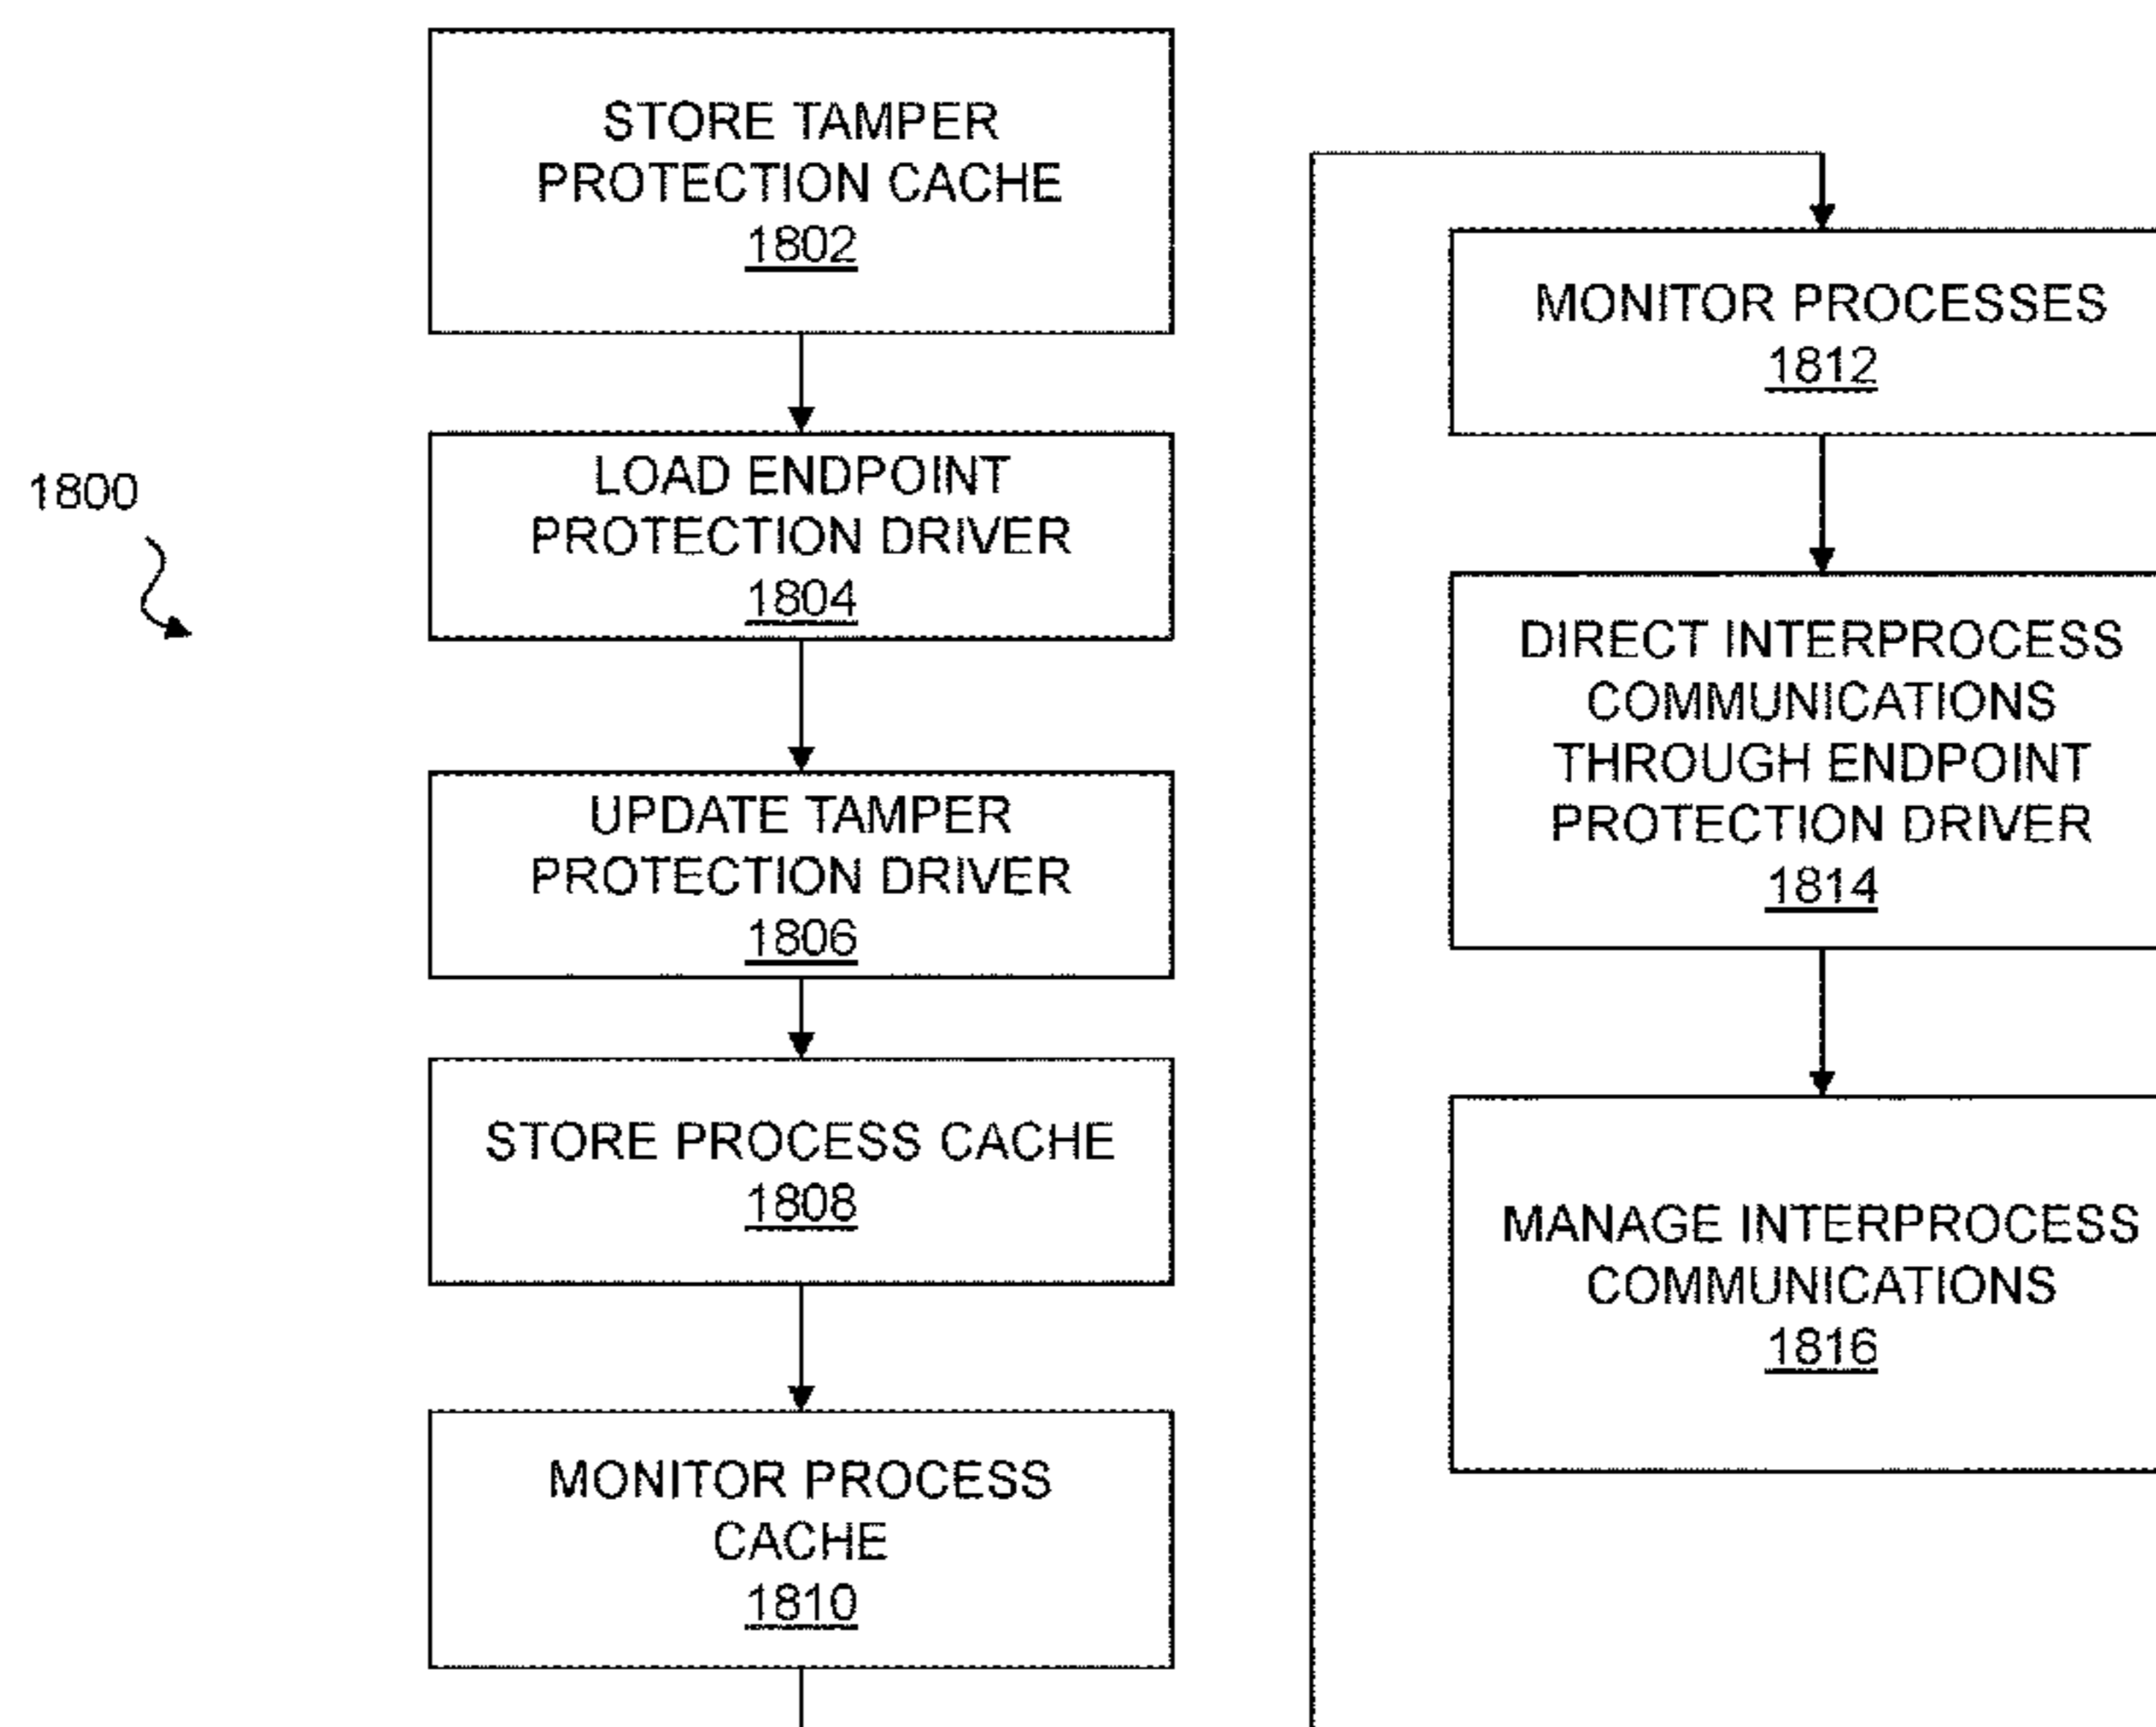 1800
STORE TAMPER
PROTECTION CACHE
1802
LOAD ENDPOINT
PROTECTION DRIVER
1804
UPDATE TAMPER
PROTECTION DRIVER
1806
STORE PROCESS CACHE
1808
MONITOR PROCESS
CACHE
1810
MONITOR PROCESSES
1812
DIRECT INTERPROCESS
COMMUNICATIONS
THROUGH ENDPOINT
PROTECTION DRIVER
1814
MANAGE INTERPROCESS
COMMUNICATIONS
1816